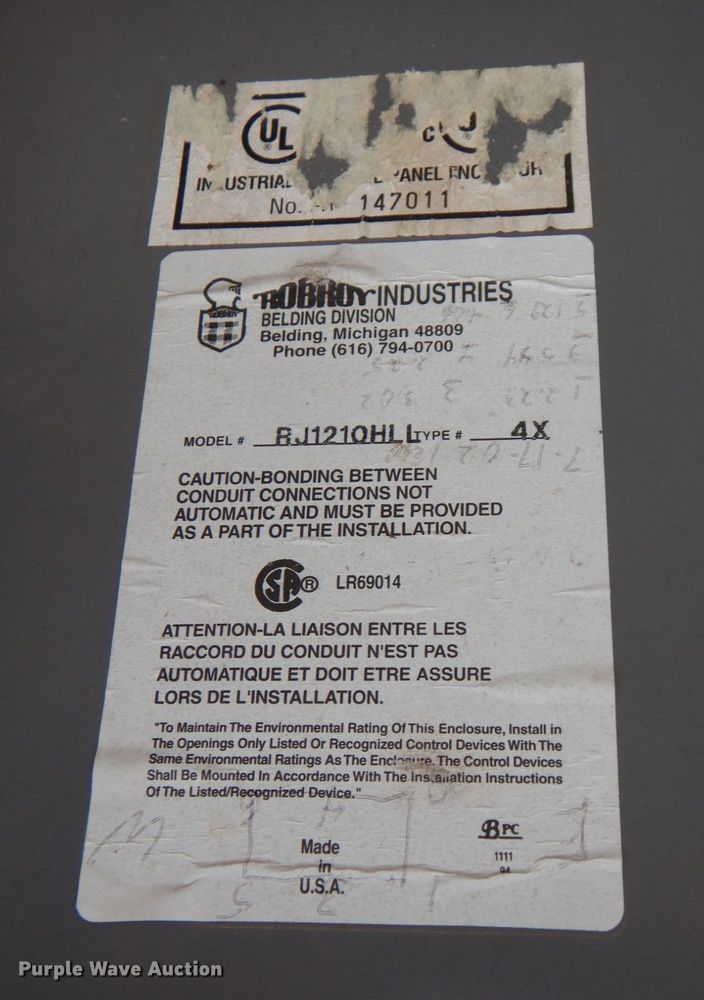 UL
®
C
147011
No.
ROBROY
ROBROY INDUSTRIES
BELDING DIVISION
Belding, Michigan 48809
Phone (616) 794-0700
MODEL # BJ1210HLL TYPE # 4X
CAUTION-BONDING BETWEEN
CONDUIT CONNECTIONS NOT
AUTOMATIC AND MUST BE PROVIDED
AS A PART OF THE INSTALLATION.
SA® LR69014
ATTENTION-LA LIAISON ENTRE LES
RACCORD DU CONDUIT N'EST PAS
AUTOMATIQUE ET DOIT ETRE ASSURE
LORS DE L'INSTALLATION.
"To Maintain The Environmental Rating Of This Enclosure, Install in
The Openings Only Listed Or Recognized Control Devices With The
Same Environmental Ratings As The Enclosure. The Control Devices
Shall Be Mounted In Accordance With The Installation Instructions
Of The Listed/Recognized Device."
Made
in
U.S.A.
BPC
1111
94
Purple Wave Auction